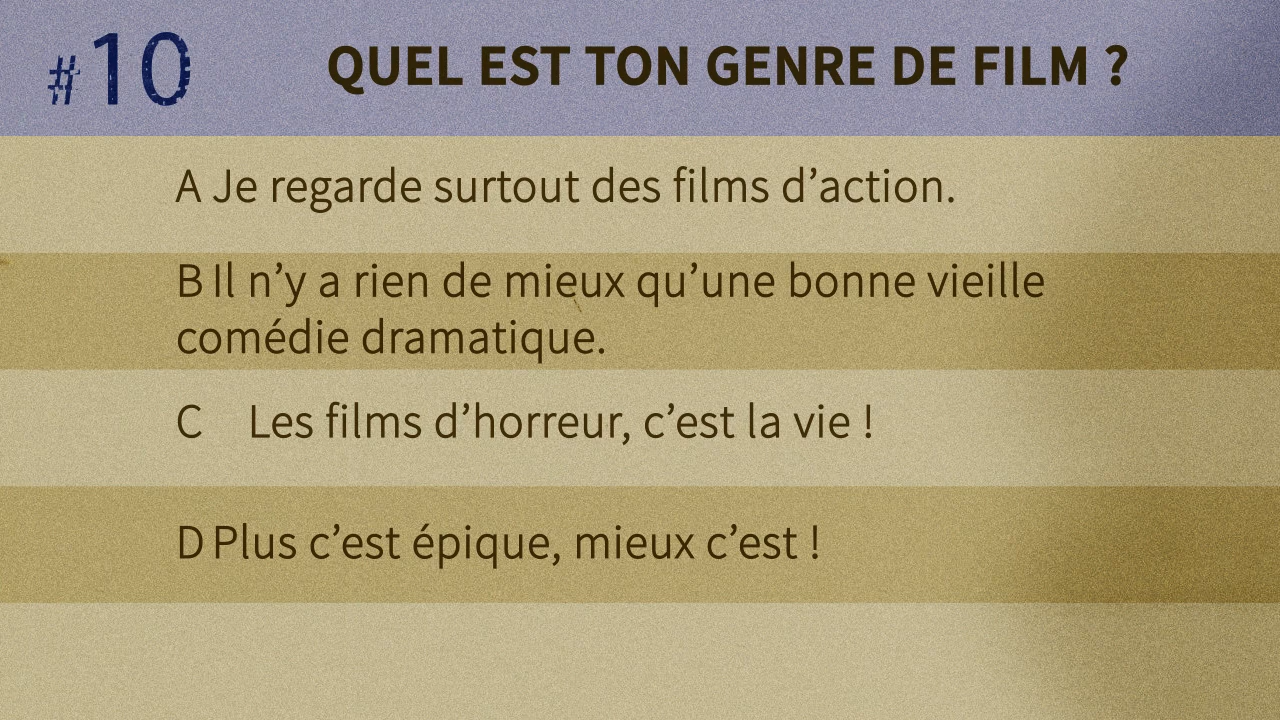 #10
QUEL EST TON GENRE DE FILM ?
A Je regarde surtout des films d’action.
B Il n’y a rien de mieux qu’une bonne vieille
comédie dramatique.
C Les films d’horreur, c’est la vie !
D Plus c’est épique, mieux c’est !